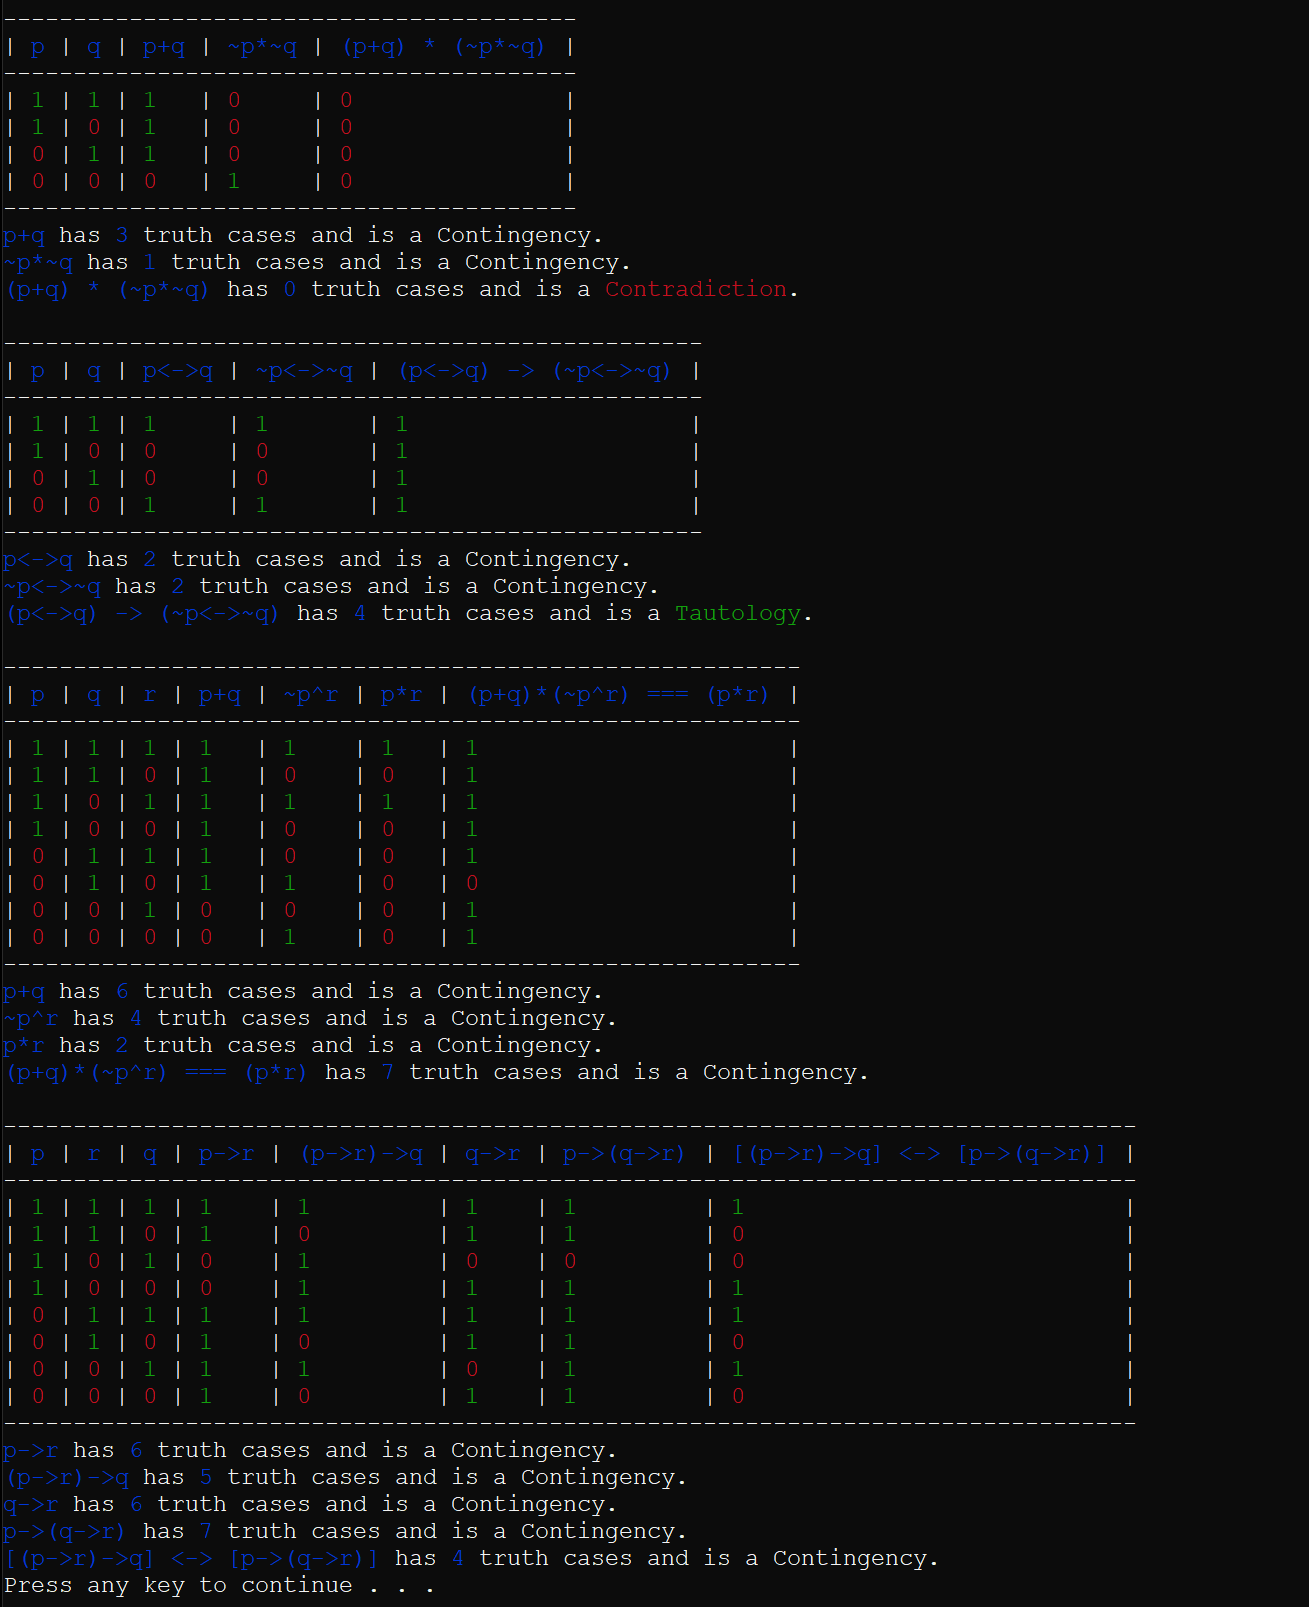 -----------------------------------------
| p | q | p+q | ~p*~q | (p+q) * (~p*~q) |
-----------------------------------------
| 1 | 1 | 1   | 0     | 0               |
| 1 | 0 | 1   | 0     | 0               |
| 0 | 1 | 1   | 0     | 0               |
| 0 | 0 | 0   | 1     | 0               |
-----------------------------------------
p+q has 3 truth cases and is a Contingency.
~p*~q has 1 truth cases and is a Contingency.
(p+q) * (~p*~q) has 0 truth cases and is a Contradiction.

--------------------------------------------------
| p | q | p<->q | ~p<->~q | (p<->q) -> (~p<->~q) |
--------------------------------------------------
| 1 | 1 | 1     | 1       | 1                    |
| 1 | 0 | 0     | 0       | 1                    |
| 0 | 1 | 0     | 0       | 1                    |
| 0 | 0 | 1     | 1       | 1                    |
--------------------------------------------------
p<->q has 2 truth cases and is a Contingency.
~p<->~q has 2 truth cases and is a Contingency.
(p<->q) -> (~p<->~q) has 4 truth cases and is a Tautology.

---------------------------------------------------------
| p | q | r | p+q | ~p^r | p*r | (p+q)*(~p^r) === (p*r) |
---------------------------------------------------------
| 1 | 1 | 1 | 1   | 1    | 1   | 1                      |
| 1 | 1 | 0 | 1   | 0    | 0   | 1                      |
| 1 | 0 | 1 | 1   | 1    | 1   | 1                      |
| 1 | 0 | 0 | 1   | 0    | 0   | 1                      |
| 0 | 1 | 1 | 1   | 0    | 0   | 1                      |
| 0 | 1 | 0 | 1   | 1    | 0   | 0                      |
| 0 | 0 | 1 | 0   | 0    | 0   | 1                      |
| 0 | 0 | 0 | 0   | 1    | 0   | 1                      |
---------------------------------------------------------
p+q has 6 truth cases and is a Contingency.
~p^r has 4 truth cases and is a Contingency.
p*r has 2 truth cases and is a Contingency.
(p+q)*(~p^r) === (p*r) has 7 truth cases and is a Contingency.

---------------------------------------------------------------------------------
| p | r | q | p->r | (p->r)->q | q->r | p->(q->r) | [(p->r)->q] <-> [p->(q->r)] |
---------------------------------------------------------------------------------
| 1 | 1 | 1 | 1    | 1         | 1    | 1         | 1                           |
| 1 | 1 | 0 | 1    | 0         | 1    | 1         | 0                           |
| 1 | 0 | 1 | 0    | 1         | 0    | 0         | 0                           |
| 1 | 0 | 0 | 0    | 1         | 1    | 1         | 1                           |
| 0 | 1 | 1 | 1    | 1         | 1    | 1         | 1                           |
| 0 | 1 | 0 | 1    | 0         | 1    | 1         | 0                           |
| 0 | 0 | 1 | 1    | 1         | 0    | 1         | 1                           |
| 0 | 0 | 0 | 1    | 0         | 1    | 1         | 0                           |
---------------------------------------------------------------------------------
p->r has 6 truth cases and is a Contingency.
(p->r)->q has 5 truth cases and is a Contingency.
q->r has 6 truth cases and is a Contingency.
p->(q->r) has 7 truth cases and is a Contingency.
[(p->r)->q] <-> [p->(q->r)] has 4 truth cases and is a Contingency.
Press any key to continue . . .